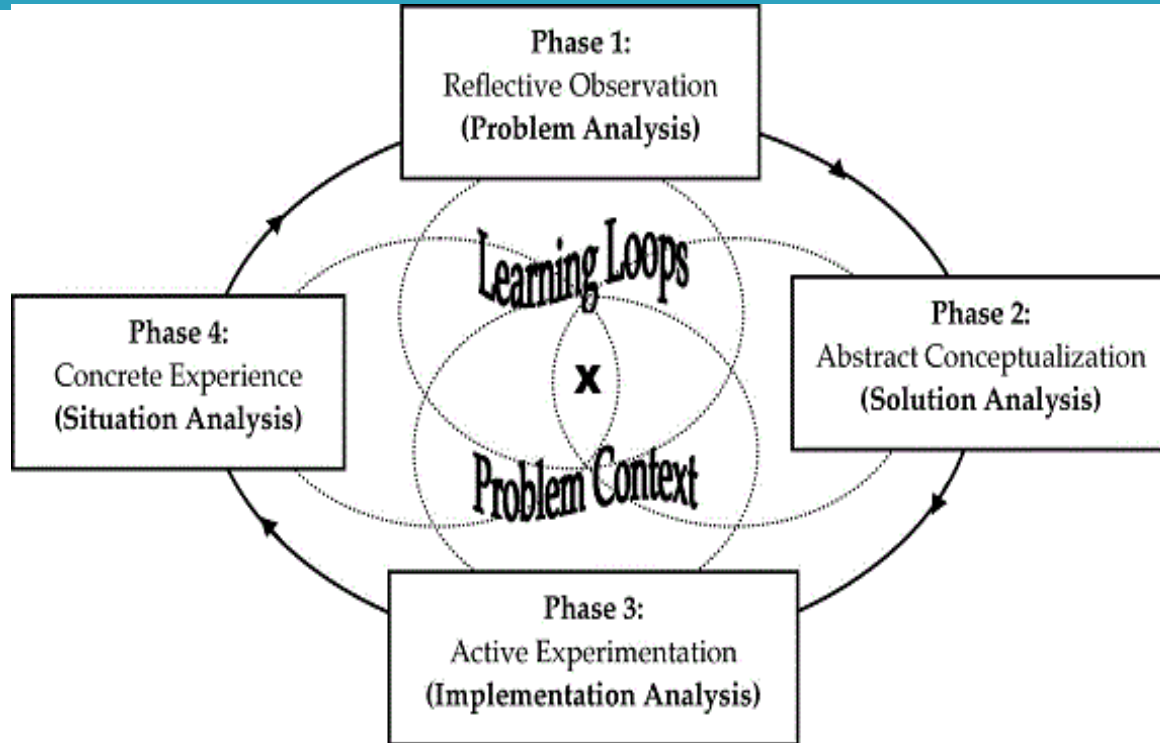 Phase 1:
Reflective Observation
(Problem Analysis)
Learning Loops
Phase 4:
Concrete Experience
(Situation Analysis)
x
Phase 2:
Abstract Conceptualization
(Solution Analysis)
Problem Context
Phase 3:
Active Experimentation
(Implementation Analysis)